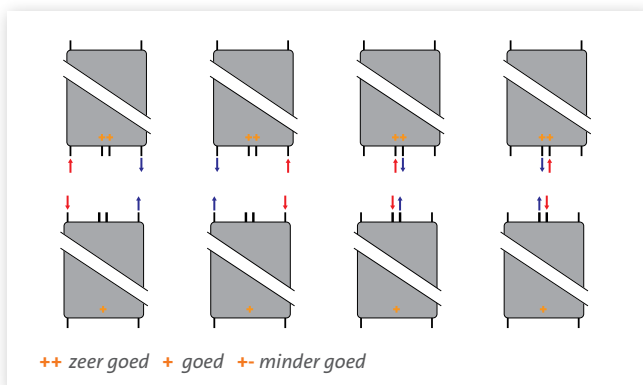 ++ ++ ++ ++
+ + + +
++ zeer goed + goed +- minder goed